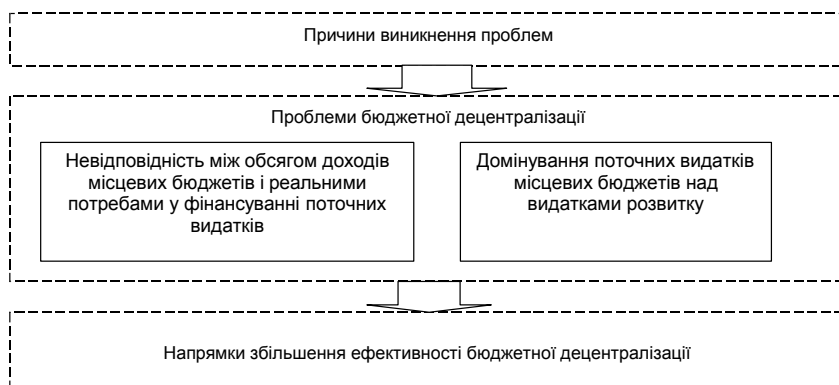 Причини виникнення проблем
Проблеми бюджетної децентралізації
Невідповідність між обсягом доходів
місцевих бюджетів і реальними
потребами у фінансуванні поточних
видатків
Домінування поточних видатків
місцевих бюджетів над
видатками розвитку
Напрямки збільшення ефективності бюджетної децентралізації